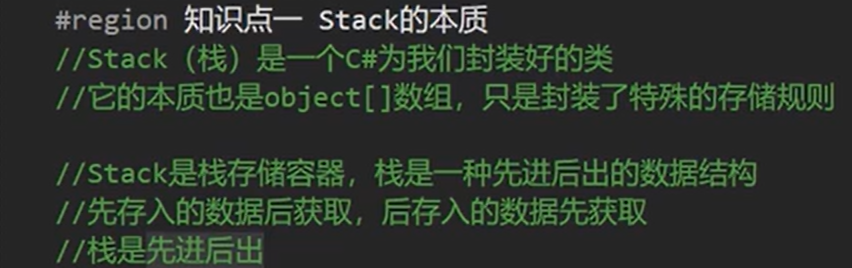 #region 知识点一 Stack的本质
//Stack（栈）是一个C#为我们封装好的类
//它的本质也是object[]数组，只是封装了特殊的存储规则
//Stack是栈存储容器，栈是一种先进后出的数据结构
//先存入的数据后获取，后存入的数据先获取
//栈是先进后出